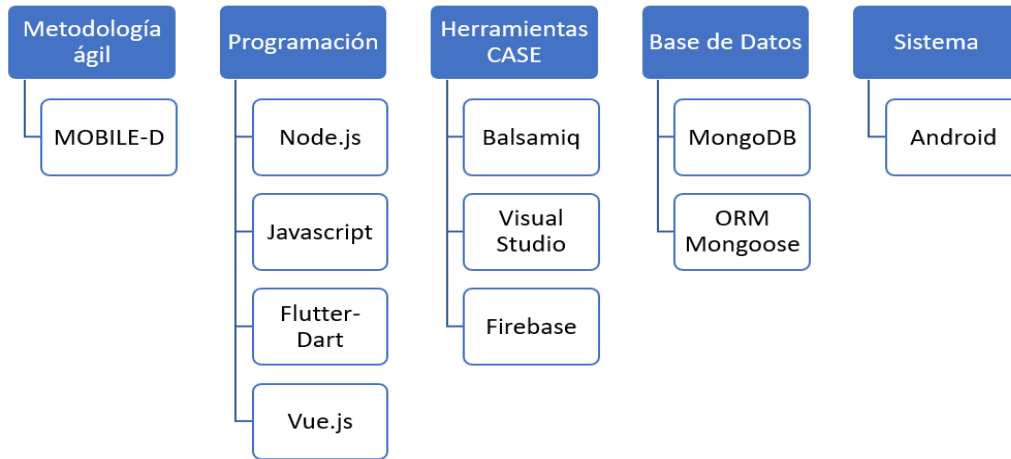 Metodología
ágil
MOBILE-D
Programación
Node.js
Javascript
Flutter-
Dart
Vue.js
Herramientas
CASE
Balsamiq
Visual
Studio
Firebase
Base de Datos
MongoDB
ORM
Mongoose
Sistema
Android